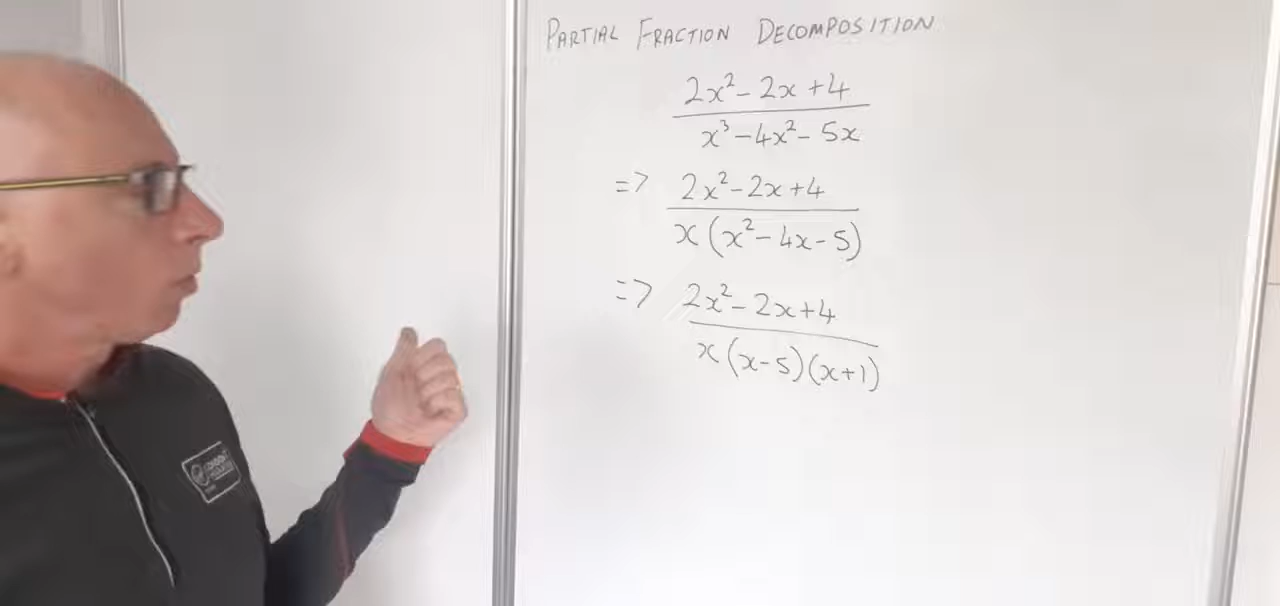 PARTIAL FRACTION DECOMPOSITION
2x² - 2x + 4
x³ - 4x² - 5x
=> 2x² - 2x + 4
x (x² - 4x - 5)
=> 2x² - 2x + 4
x (x - 5)(x + 1)